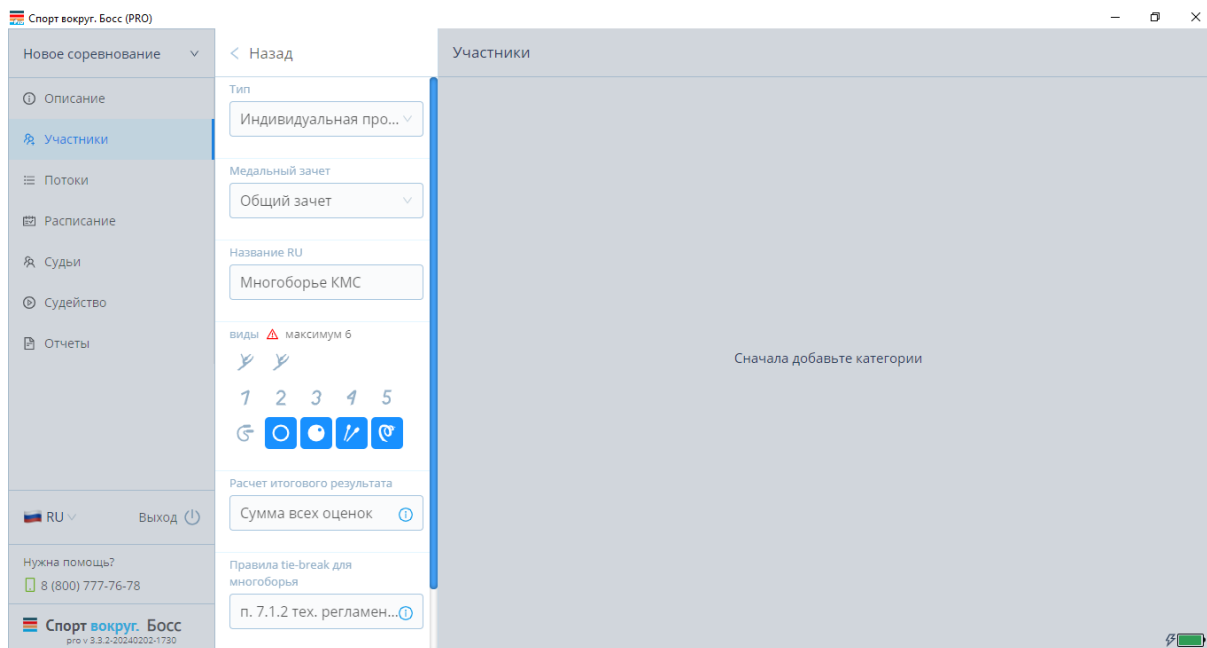 Спорт вокруг. Босс (PRO)
Новое соревнование
Назад
Участники
Описание
Участники
Потоки
Расписание
Судьи
Судейство
Отчеты
RU
Выход
Нужна помощь?
8 (800) 777-76-78
Спорт вокруг. Босс
pro v 3.3.2-20240202-1730
Тип
Индивидуальная про...
Медальный зачет
Общий зачет
Название RU
Многоборье КМС
виды максимум 6
1 2 3 4 5
Расчет итогового результата
Сумма всех оценок
Правила tie-break для
многоборья
п. 7.1.2 тех. регламен...
Сначала добавьте категории